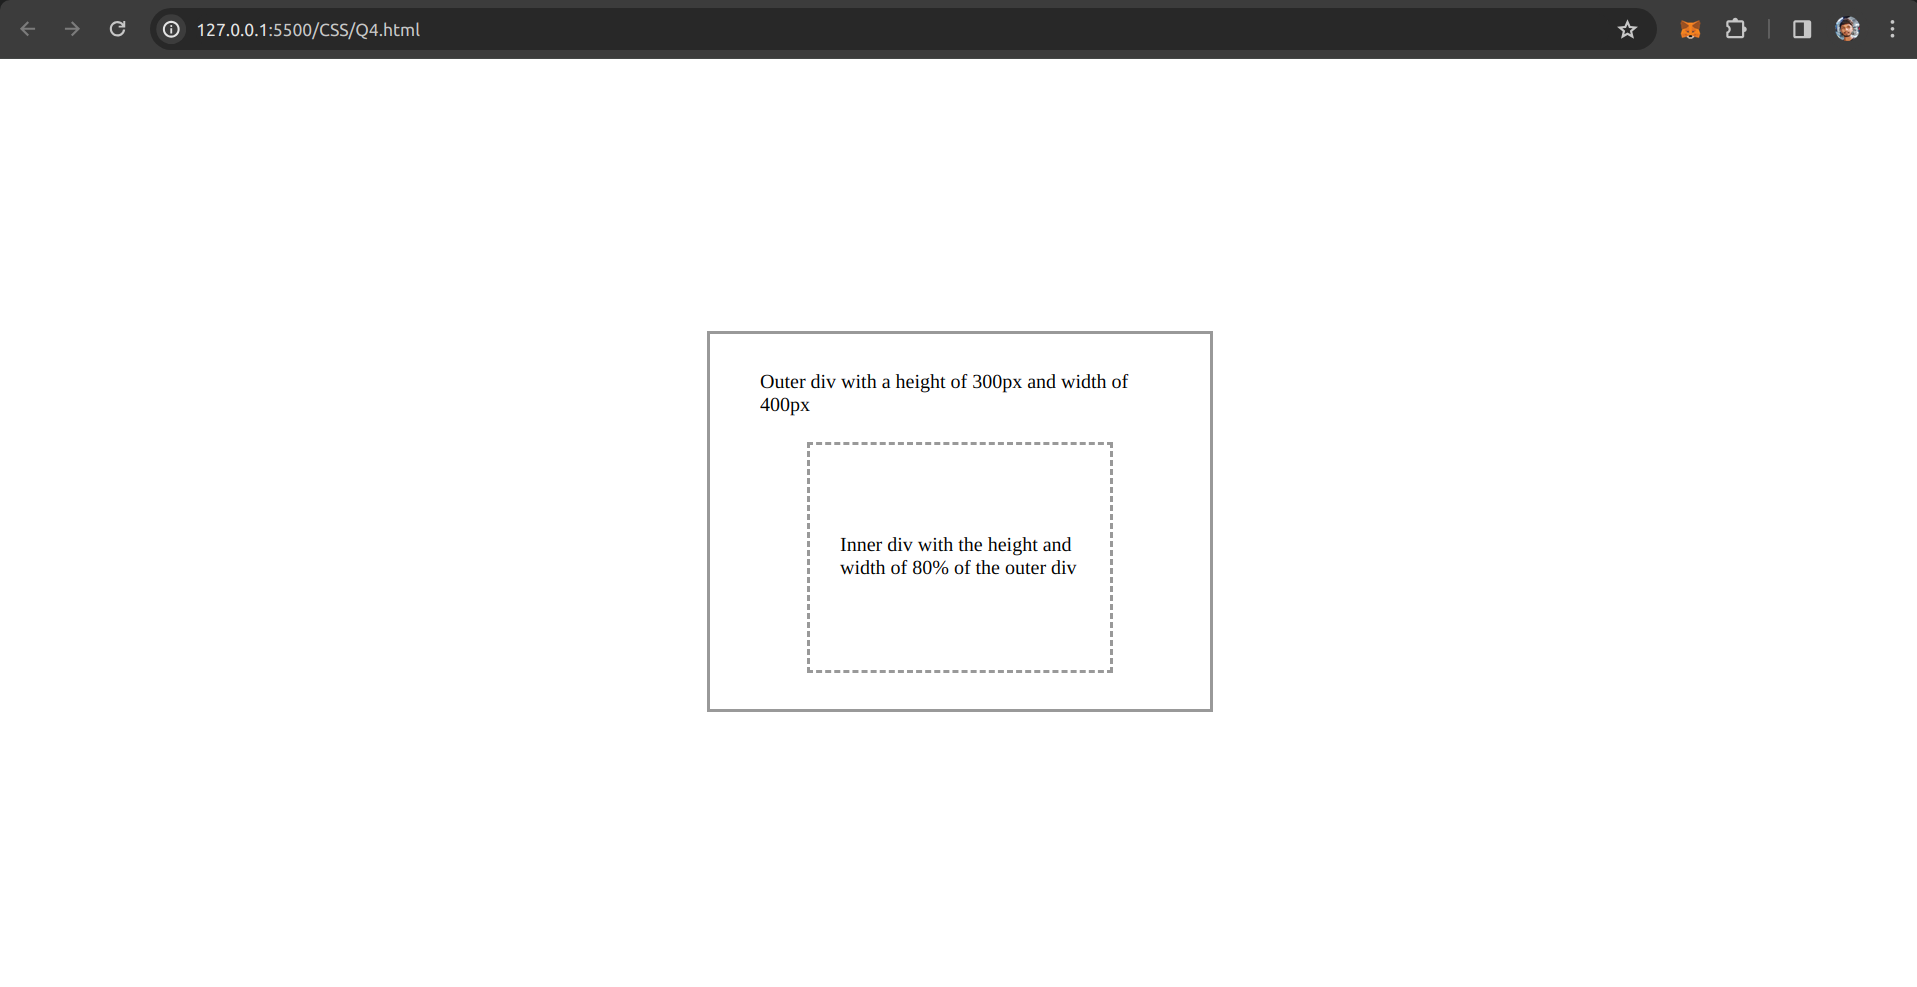 127.0.0.1:5500/CSS/Q4.html
Outer div with a height of 300px and width of
400px
Inner div with the height and
width of 80% of the outer div